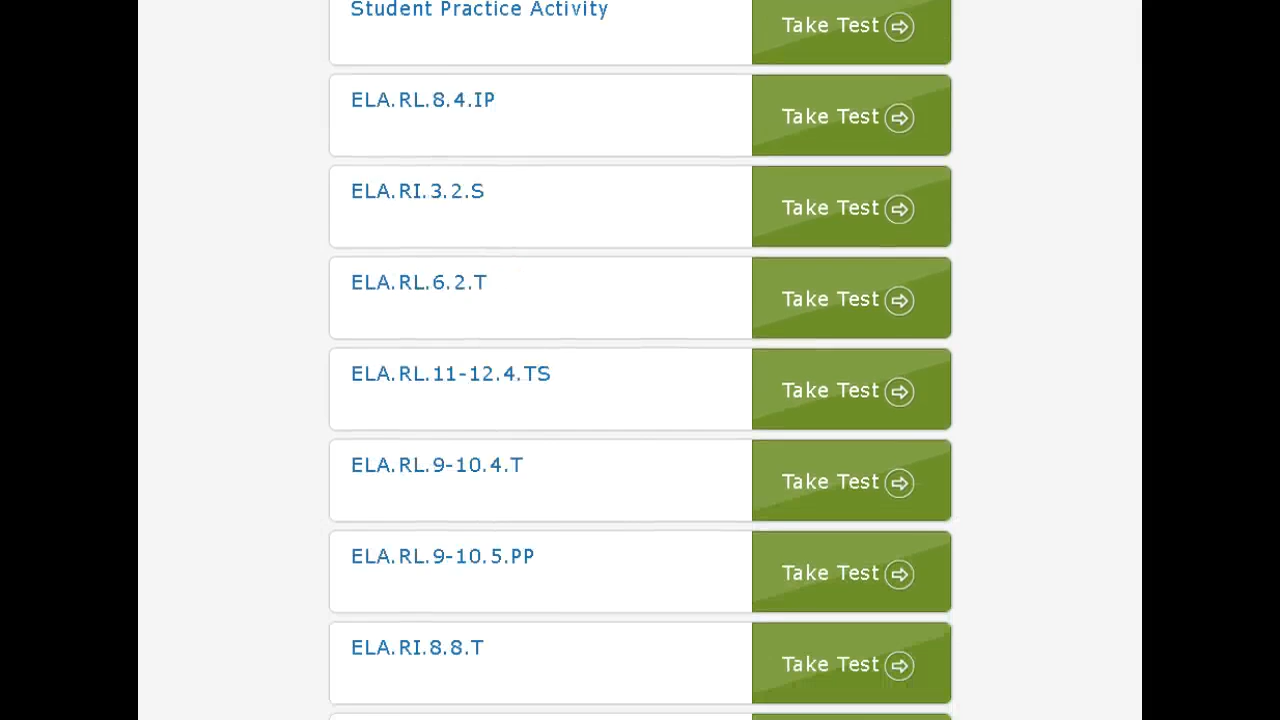 Student Practice Activity
Take Test
ELA.RL.8.4.IP
Take Test
ELA.RI.3.2.S
Take Test
ELA.RL.6.2.T
Take Test
ELA.RL.11-12.4.TS
Take Test
ELA.RL.9-10.4.T
Take Test
ELA.RL.9-10.5.PP
Take Test
ELA.RI.8.8.T
Take Test